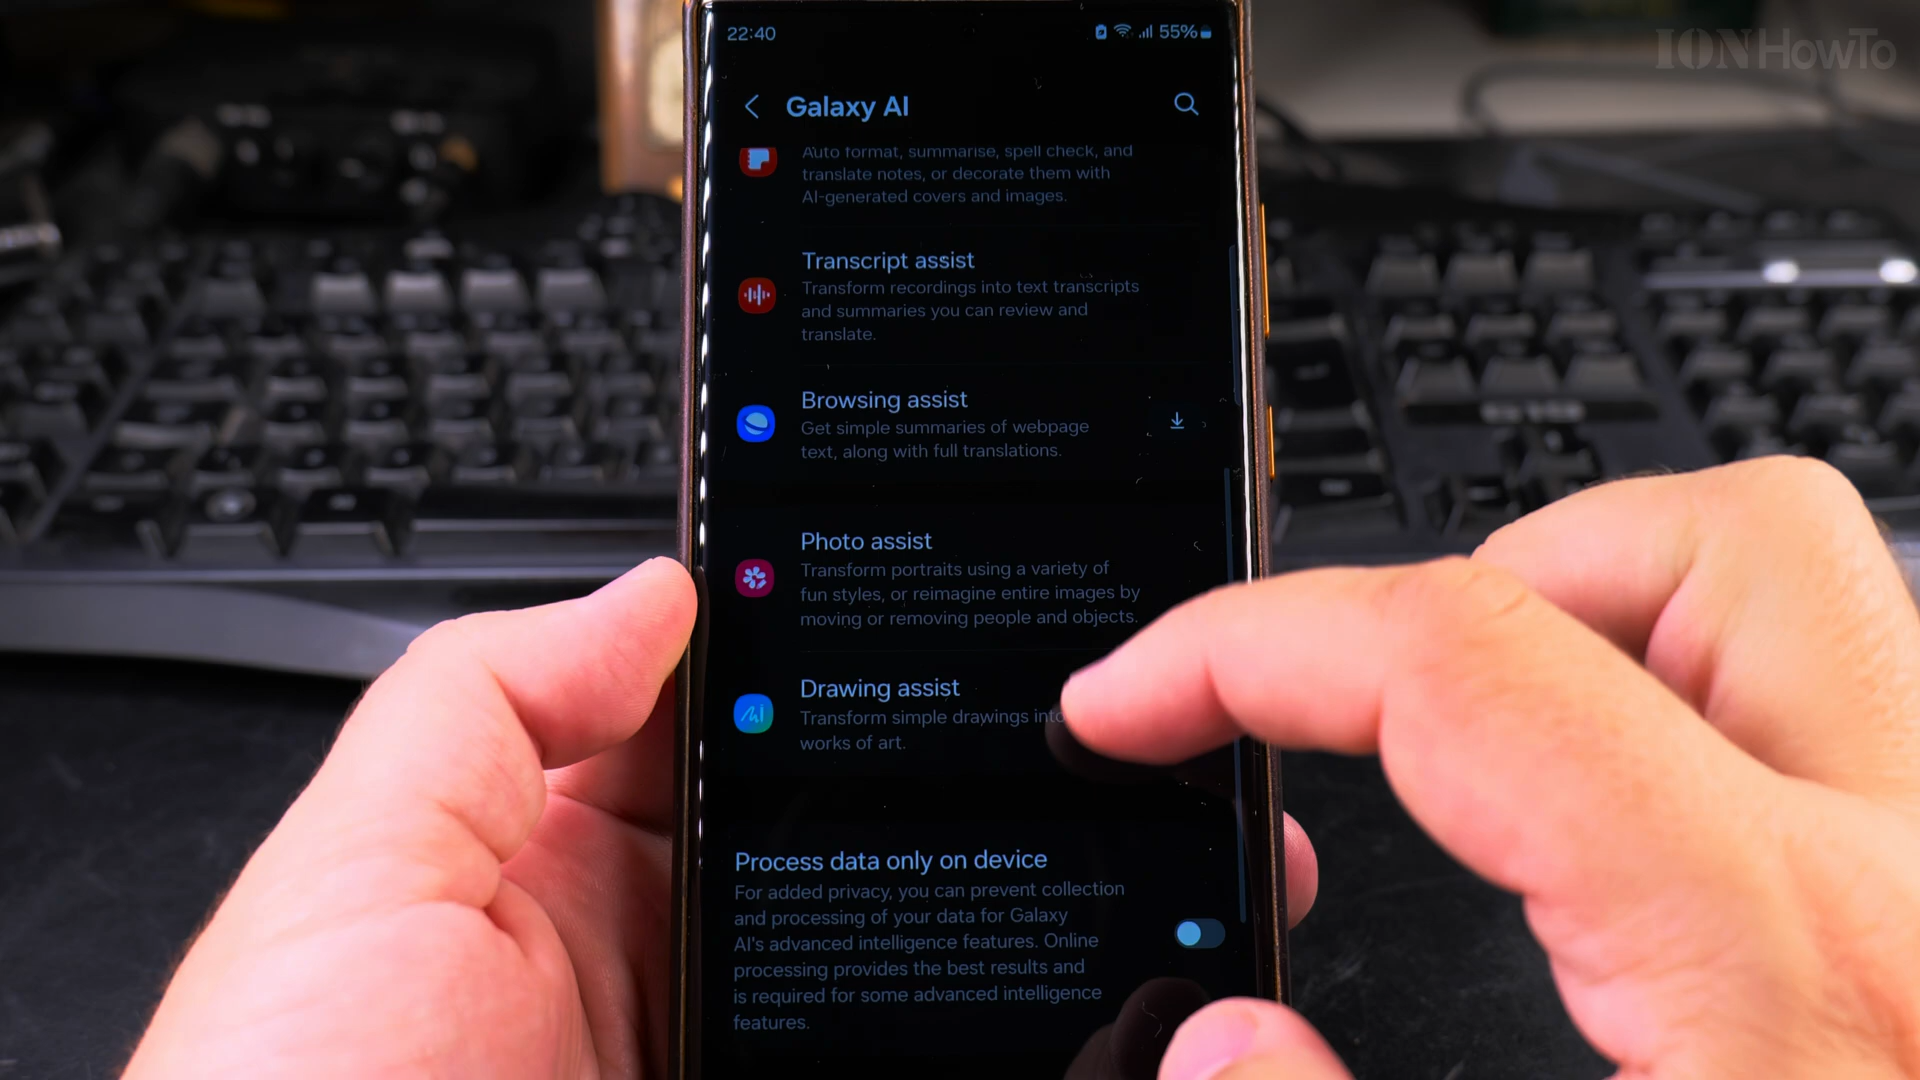 22:40
55%
ION HowTo
Galaxy AI
Auto format, summarise, spell check, and
translate notes, or decorate them with
AI-generated covers and images.
Transcript assist
Transform recordings into text transcripts
and summaries you can review and
translate.
Browsing assist
Get simple summaries of webpage
text, along with full translations.
Photo assist
Transform portraits using a variety of
fun styles, or reimagine entire images by
moving or removing people and objects.
Drawing assist
Transform simple drawings into
works of art.
Process data only on device
For added privacy, you can prevent collection
and processing of your data for Galaxy
AI's advanced intelligence features. Online
processing provides the best results and
is required for some advanced intelligence
features.